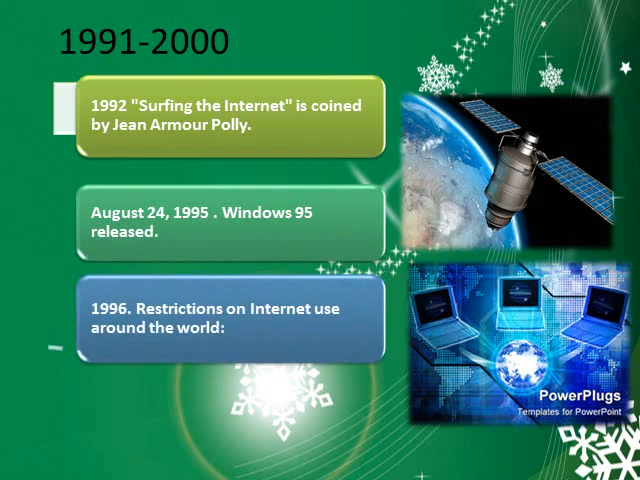 1991-2000
1992 "Surfing the Internet" is coined
by Jean Armour Polly.
August 24, 1995 . Windows 95
released.
1996. Restrictions on Internet use
around the world:
PowerPlugs
Templates for PowerPoint